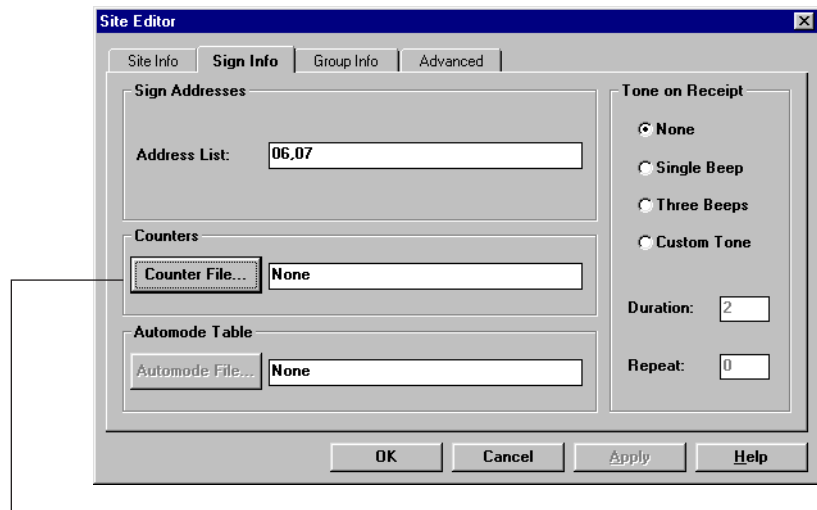 Site Editor
Site Info Sign Info Group Info Advanced
Sign Addresses
Address List: 06,07
Counters
Counter File... None
Automode Table
Automode File... None
Tone on Receipt
None
Single Beep
Three Beeps
Custom Tone
Duration: 2
Repeat: 0
OK Cancel Apply Help